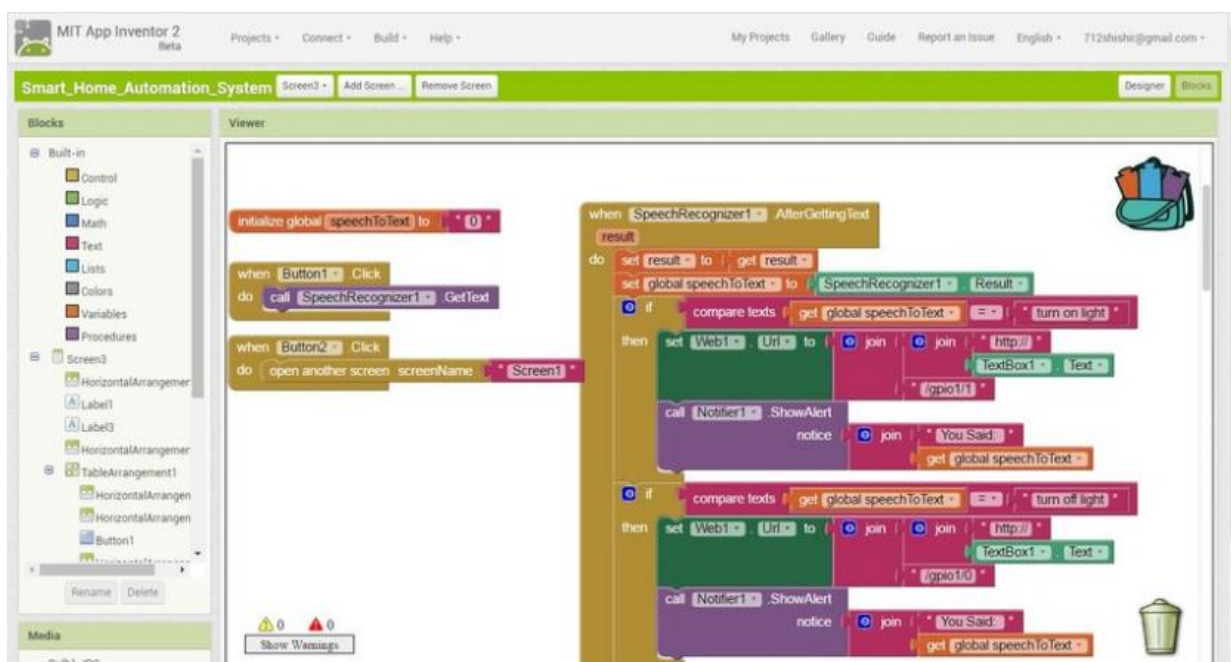 MIT App Inventor 2
Beta
Projects Connect Build Help
My Projects Gallery Guide Report an Issue English 712shishir@gmail.com
Smart_Home_Automation_System Screen3 Add Screen ... Remove Screen
Designer Blocks
Blocks
Viewer
Built-in
Control
Logic
Math
Text
Lists
Colors
Variables
Procedures
Screen3
HorizontalArrangemer
Label1
Label3
HorizontalArrangemer
TableArrangement1
HorizontalArrangen
HorizontalArrangen
Button1
Rename Delete
Media
initialize global speechToText to " 0 "
when Button1 .Click
do call SpeechRecognizer1 .GetText
when Button2 .Click
do open another screen screenName " Screen1 "
when SpeechRecognizer1 .AfterGettingText
result
do set result to get result
set global speechToText to SpeechRecognizer1 . Result
if compare texts get global speechToText = " turn on light "
then set Web1 . Url to join join " http:// "
TextBox1 . Text
" /gpio1/1 "
call Notifier1 .ShowAlert
notice join " You Said: "
get global speechToText
if compare texts get global speechToText = " turn off light "
then set Web1 . Url to join join " http:// "
TextBox1 . Text
" /gpio1/0 "
call Notifier1 .ShowAlert
notice join " You Said: "
get global speechToText
0 0
Show Warnings